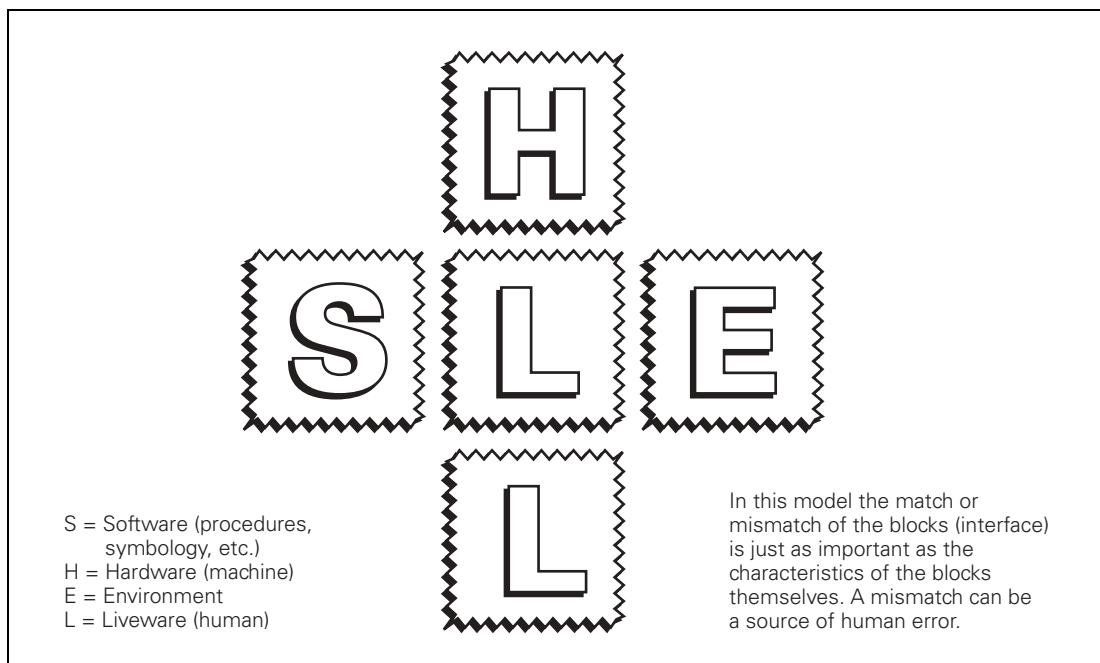 H
S L E
L
S = Software (procedures,
symbology, etc.)
H = Hardware (machine)
E = Environment
L = Liveware (human)
In this model the match or
mismatch of the blocks (interface)
is just as important as the
characteristics of the blocks
themselves. A mismatch can be
a source of human error.